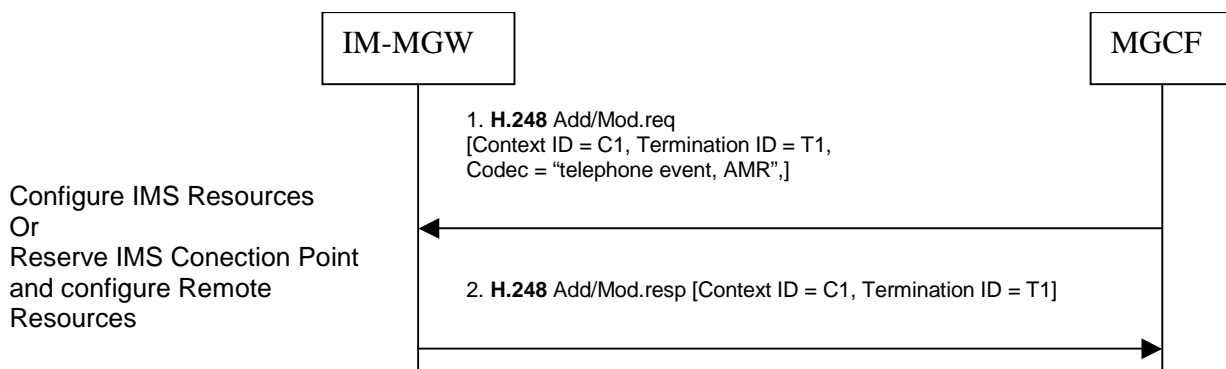 IM-MGW
MGCF
1. H.248 Add/Mod.req
[Context ID = C1, Termination ID = T1,
Codec = “telephone event, AMR”,]
Configure IMS Resources
Or
Reserve IMS Conection Point
and configure Remote
Resources
2. H.248 Add/Mod.resp [Context ID = C1, Termination ID = T1]